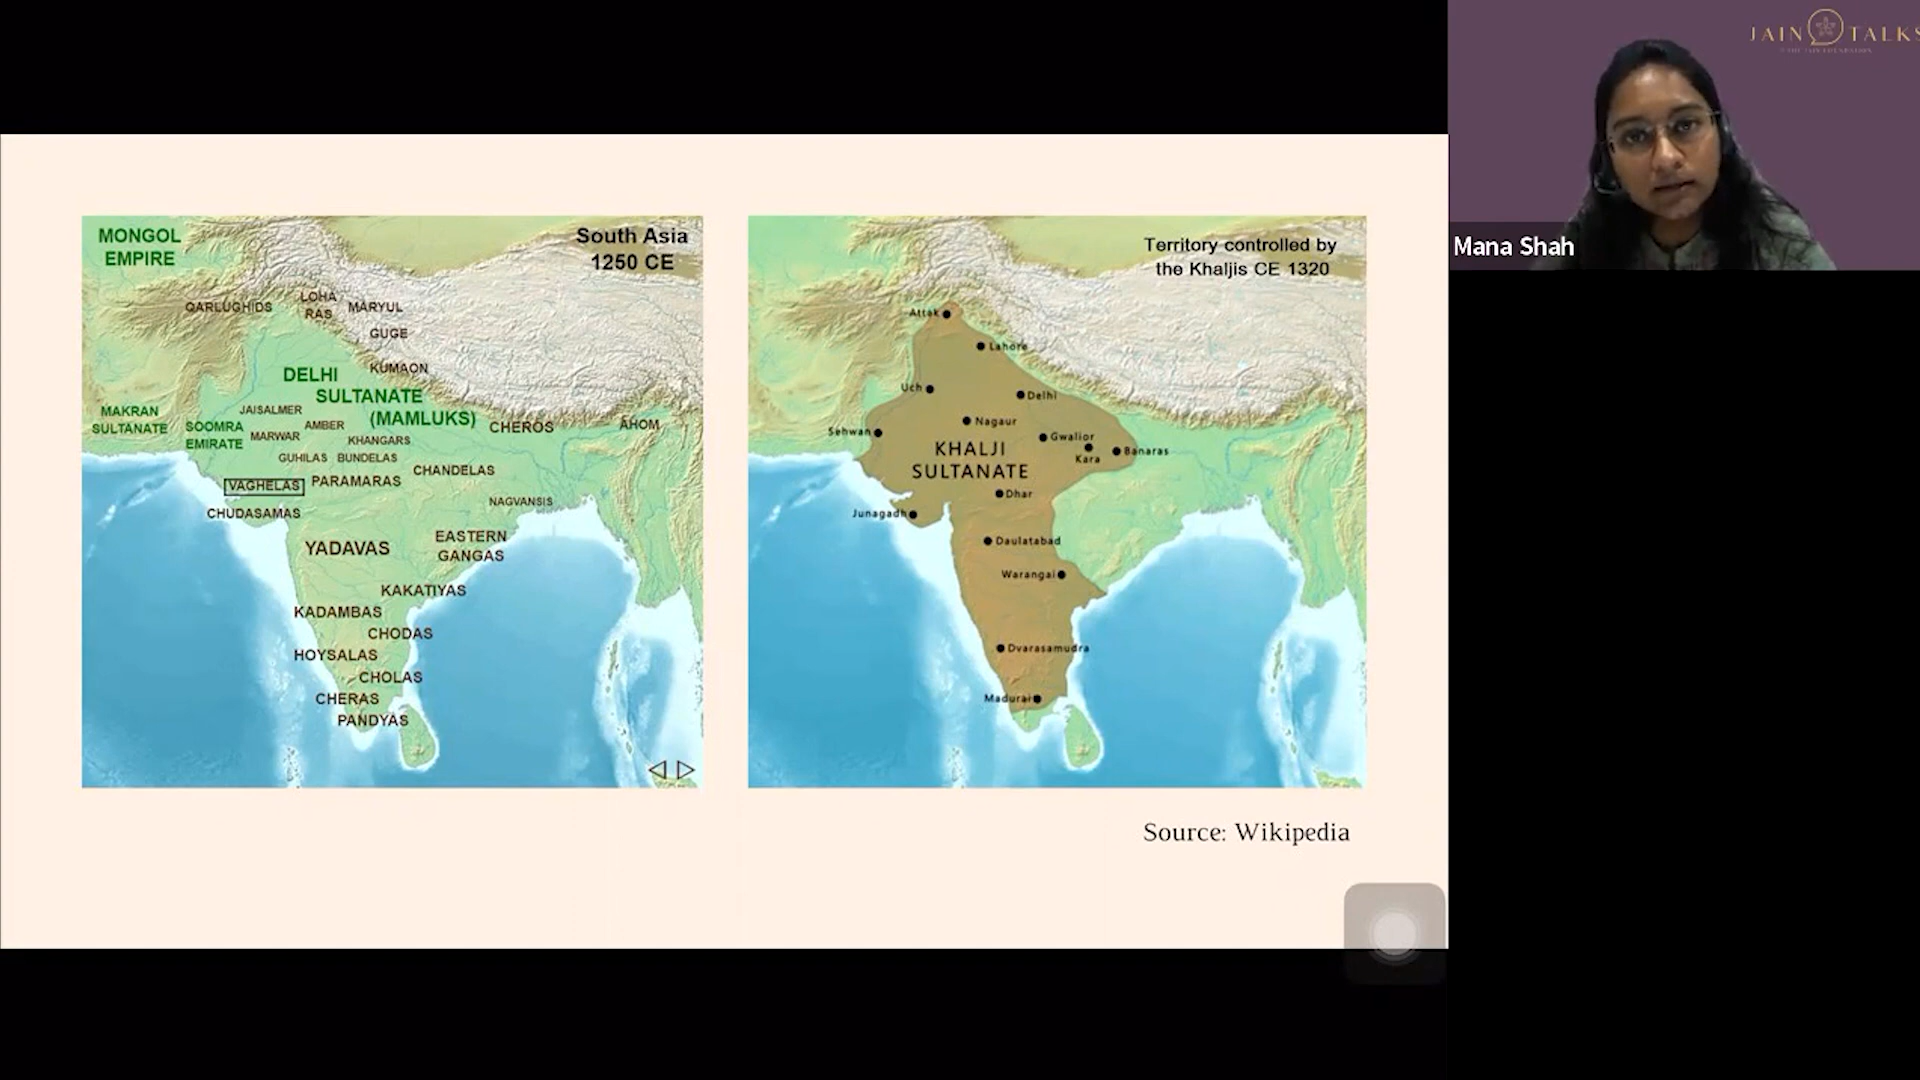 MONGOL
EMPIRE
South Asia
1250 CE
QARLUGHIDS
LOHA
RAS
MARYUL
GUGE
KUMAON
DELHI
SULTANATE
(MAMLUKS)
MAKRAN
SULTANATE
SOOMRA
EMIRATE
JAISALMER
MARWAR
AMBER
KHANGARS
CHEROS
AHOM
GUHILAS
BUNDELAS
CHANDELAS
VAGHELAS
PARAMARAS
NAGVANSIS
CHUDASAMAS
YADAVAS
EASTERN
GANGAS
KAKATIYAS
KADAMBAS
CHODAS
HOYSALAS
CHOLAS
CHERAS
PANDYAS
Territory controlled by
the Khaljis CE 1320
Attak
Lahore
Uch
Delhi
Nagaur
Sehwan
Gwalior
Kara
Banaras
KHALJI
SULTANATE
Dhar
Junagadh
Daulatabad
Warangal
Dvarasamudra
Madurai
Source: Wikipedia
JAIN TALKS
Mana Shah